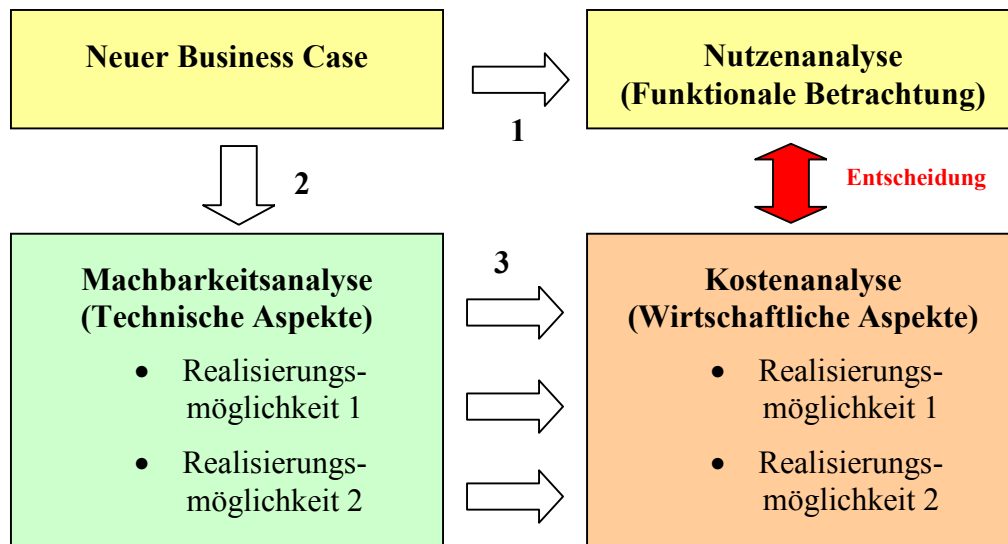 Neuer Business Case
1
Nutzenanalyse
(Funktionale Betrachtung)
2
Entscheidung
Machbarkeitsanalyse
(Technische Aspekte)
• Realisierungs-
möglichkeit 1
• Realisierungs-
möglichkeit 2
3
Kostenanalyse
(Wirtschaftliche Aspekte)
• Realisierungs-
möglichkeit 1
• Realisierungs-
möglichkeit 2